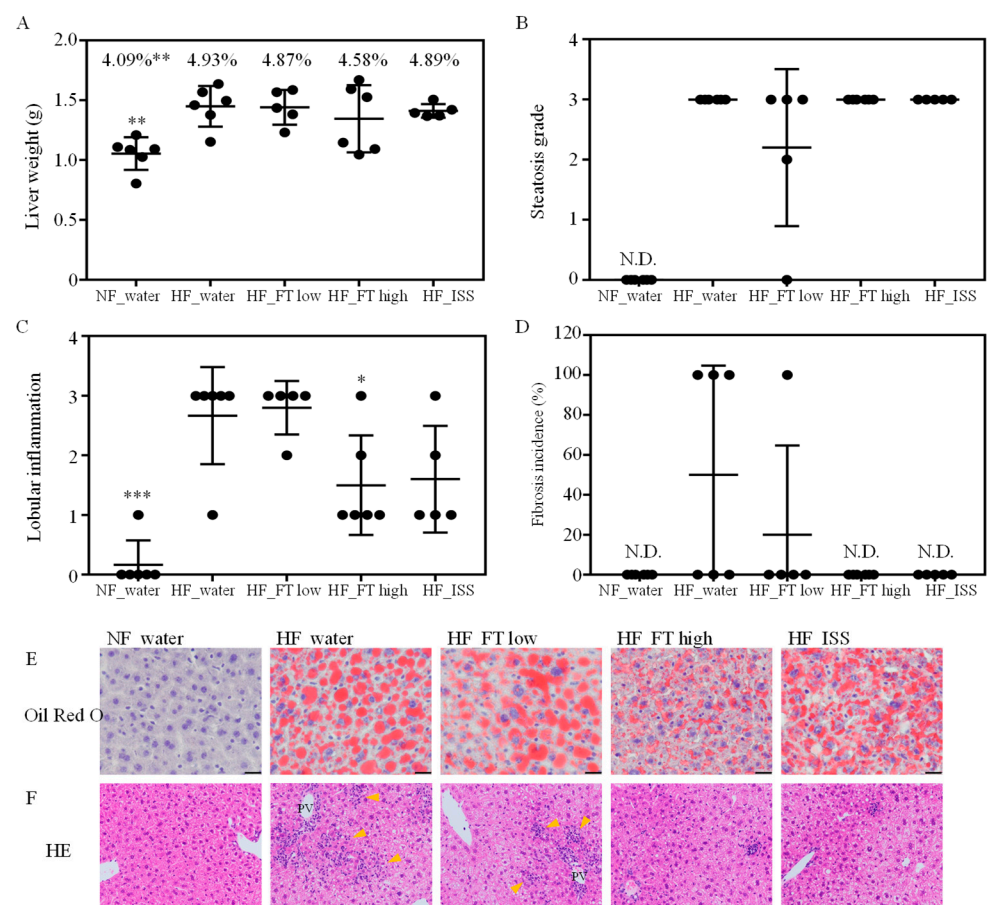 A
B
2.0
1.5
1.0
0.5
0
Liver weight (g)
4.09%** 4.93% 4.87% 4.58% 4.89%
**
NF_water HF_water HF_FT low HF_FT high HF_ISS
4
3
2
1
0
Steatosis grade
N.D.
NF_water HF_water HF_FT low HF_FT high HF_ISS
C
D
4
3
2
1
0
Lobular inflammation
***
*
NF_water HF_water HF_FT low HF_FT high HF_ISS
120
100
80
60
40
20
0
Fibrosis incidence (%)
N.D. N.D. N.D.
NF_water HF_water HF_FT low HF_FT high HF_ISS
NF_water HF_water HF_FT low HF_FT high HF_ISS
E
Oil Red O
F
HE
PV
PV